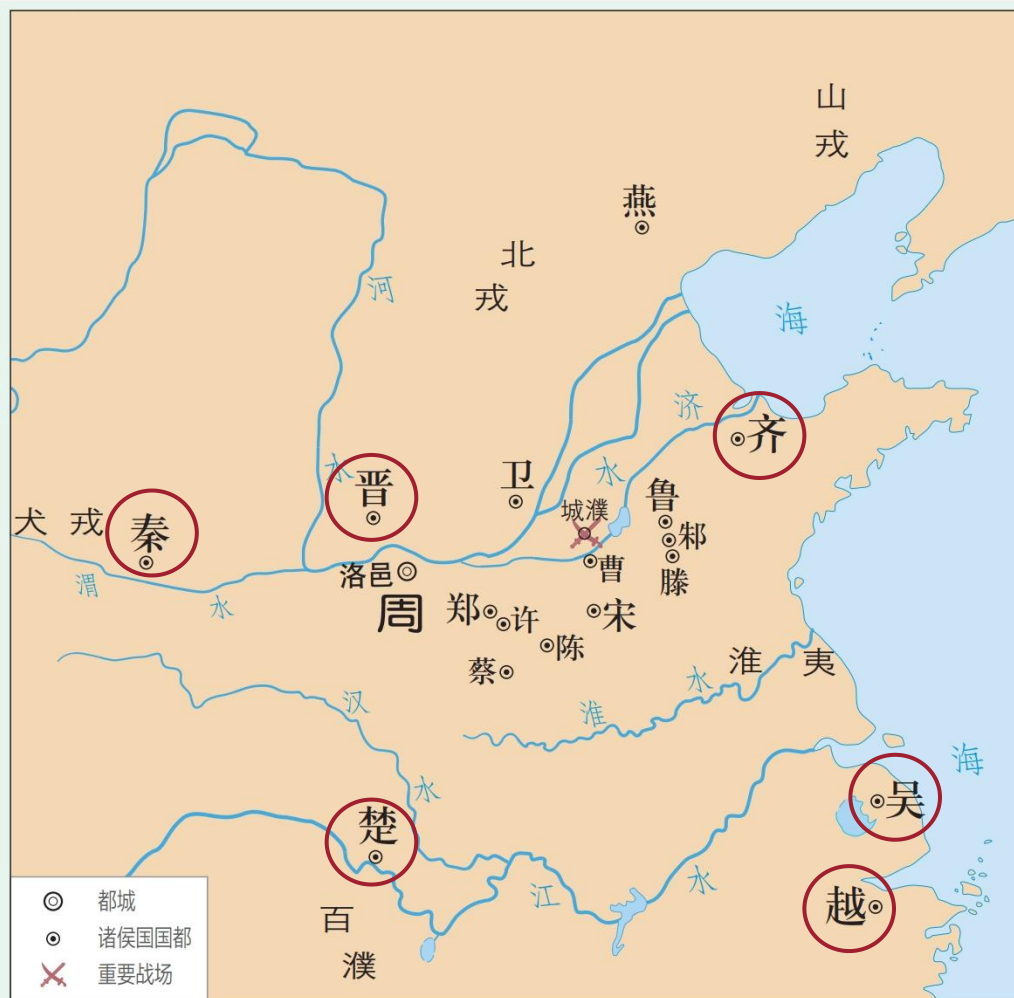 山戎
燕
北戎
河
水
海
济
水
齐
晋
卫
城濮
鲁
邾
滕
曹
犬戎
秦
渭
水
洛邑
周
郑
许
宋
陈
蔡
淮夷
淮
水
汉
水
海
吴
楚
越
江
水
百濮
都城
诸侯国国都
重要战场